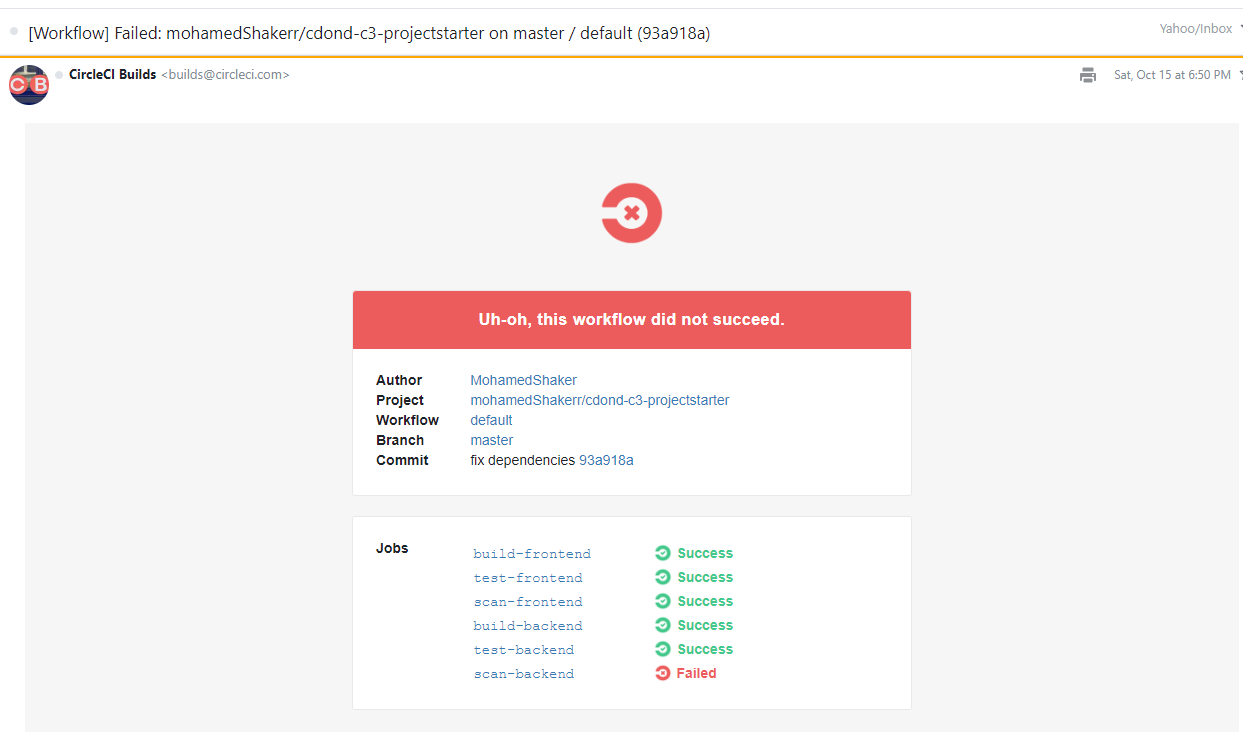 [Workflow] Failed: mohamedShakerr/cdond-c3-projectstarter on master / default (93a918a)
Yahoo/Inbox
CircleCI Builds <builds@circleci.com>
Sat, Oct 15 at 6:50 PM
C B
Uh-oh, this workflow did not succeed.
Author MohamedShaker
Project mohamedShakerr/cdond-c3-projectstarter
Workflow default
Branch master
Commit fix dependencies 93a918a
Jobs
build-frontend Success
test-frontend Success
scan-frontend Success
build-backend Success
test-backend Success
scan-backend Failed